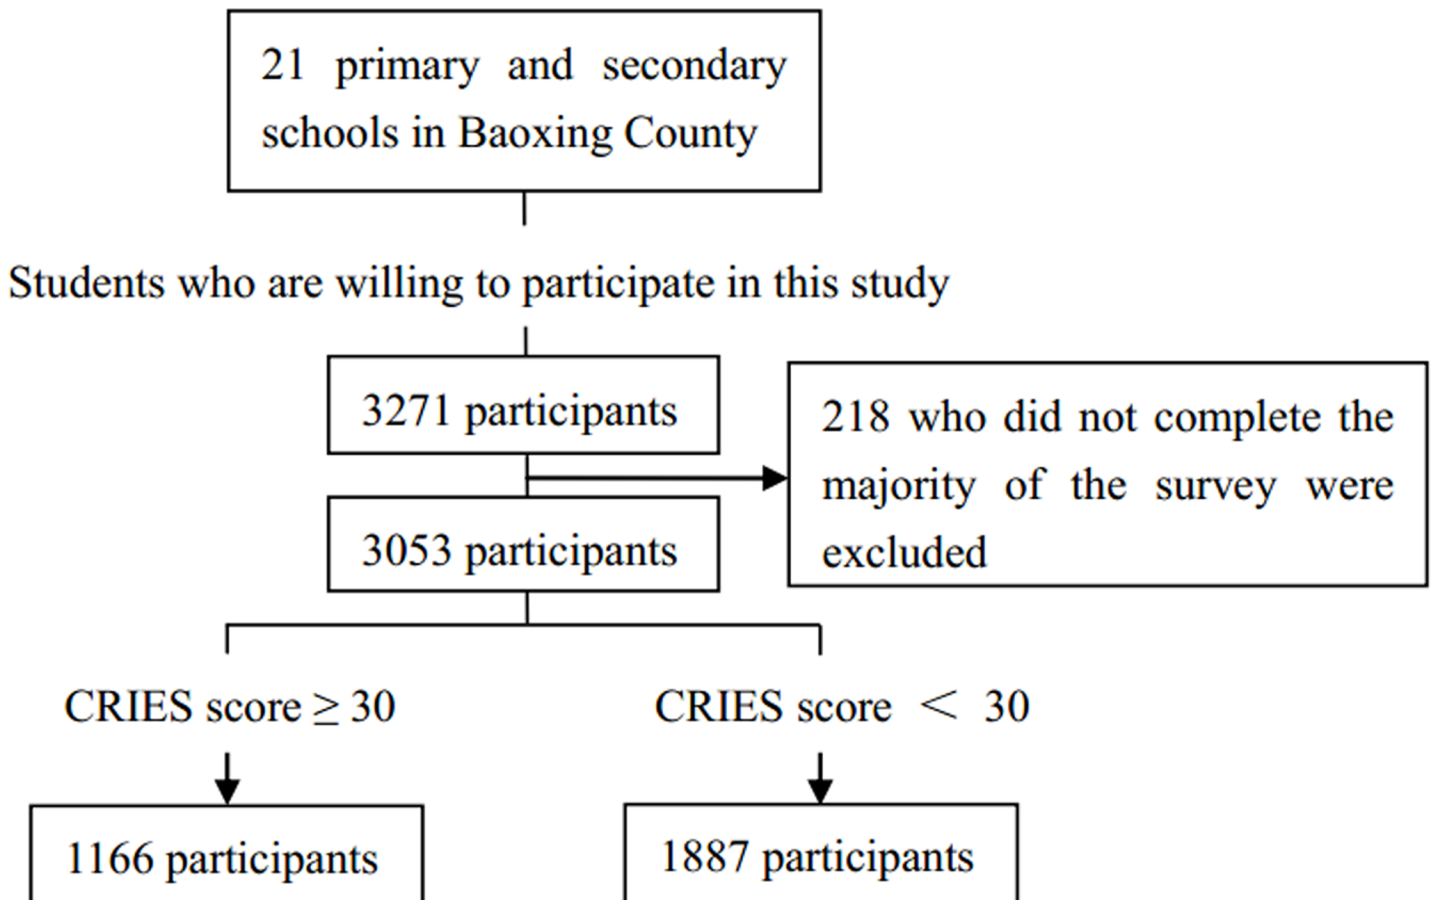 21 primary and secondary
schools in Baoxing County
Students who are willing to participate in this study
3271 participants
218 who did not complete the
majority of the survey were
excluded
3053 participants
CRIES score ≥ 30
CRIES score < 30
1166 participants
1887 participants